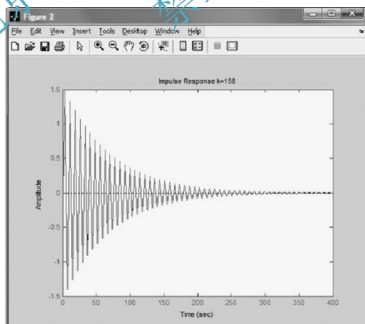 Figure 2
File Edit View Insert Tools Desktop Window Help
Impulse Response k=158
1.5
1
0.5
0
-0.5
-1
-1.5
Amplitude
0 50 100 150 200 250 300 350 400
Time (sec)